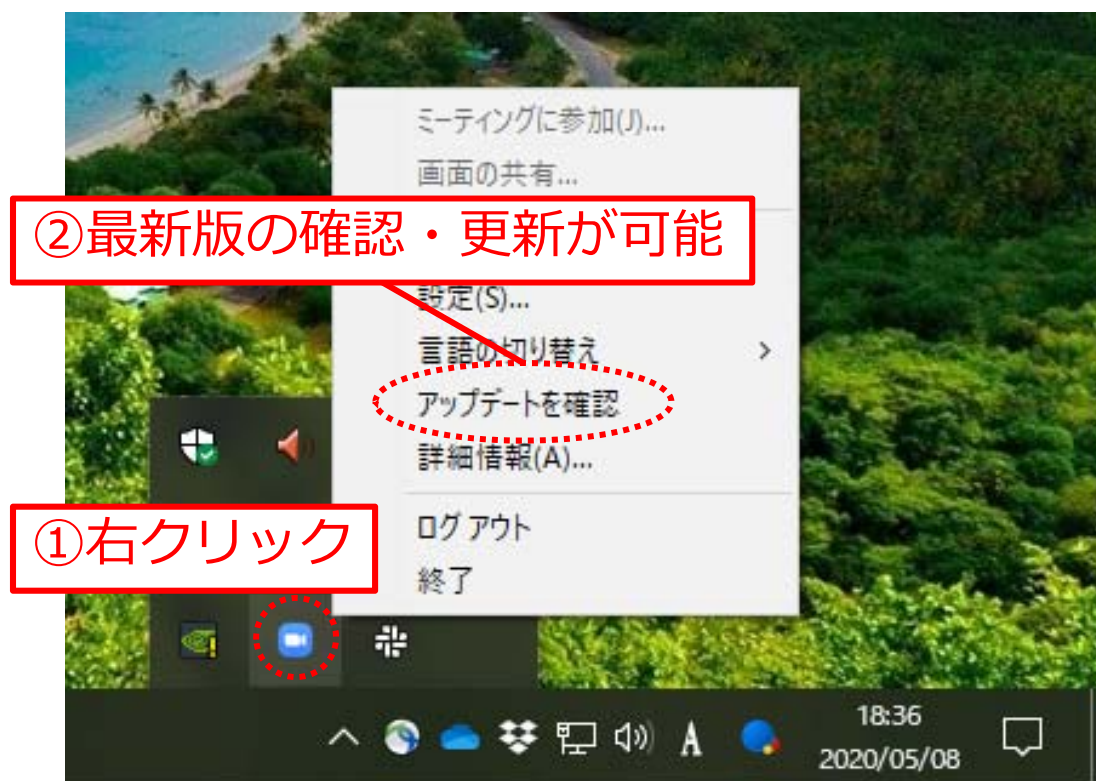 ミーティングに参加(J)...
画面の共有...
②最新版の確認・更新が可能
設定(S)...
言語の切り替え
アップデートを確認
詳細情報(A)...
①右クリック
ログ アウト
終了
A
18:36
2020/05/08